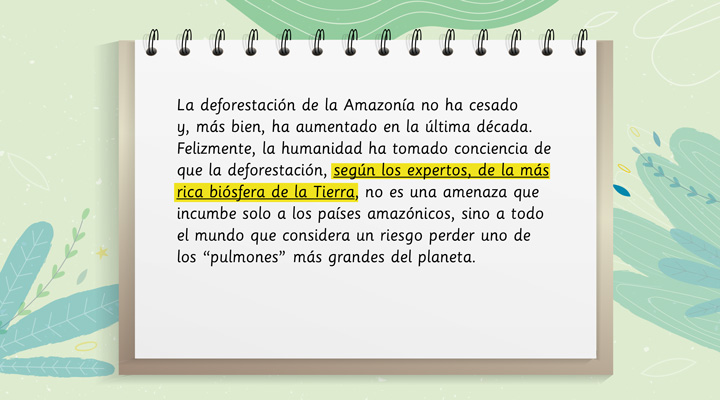 La deforestación de la Amazonía no ha cesado
y, más bien, ha aumentado en la última década.
Felizmente, la humanidad ha tomado conciencia de
que la deforestación, según los expertos, de la más
rica biósfera de la Tierra, no es una amenaza que
incumbe solo a los países amazónicos, sino a todo
el mundo que considera un riesgo perder uno de
los “pulmones” más grandes del planeta.